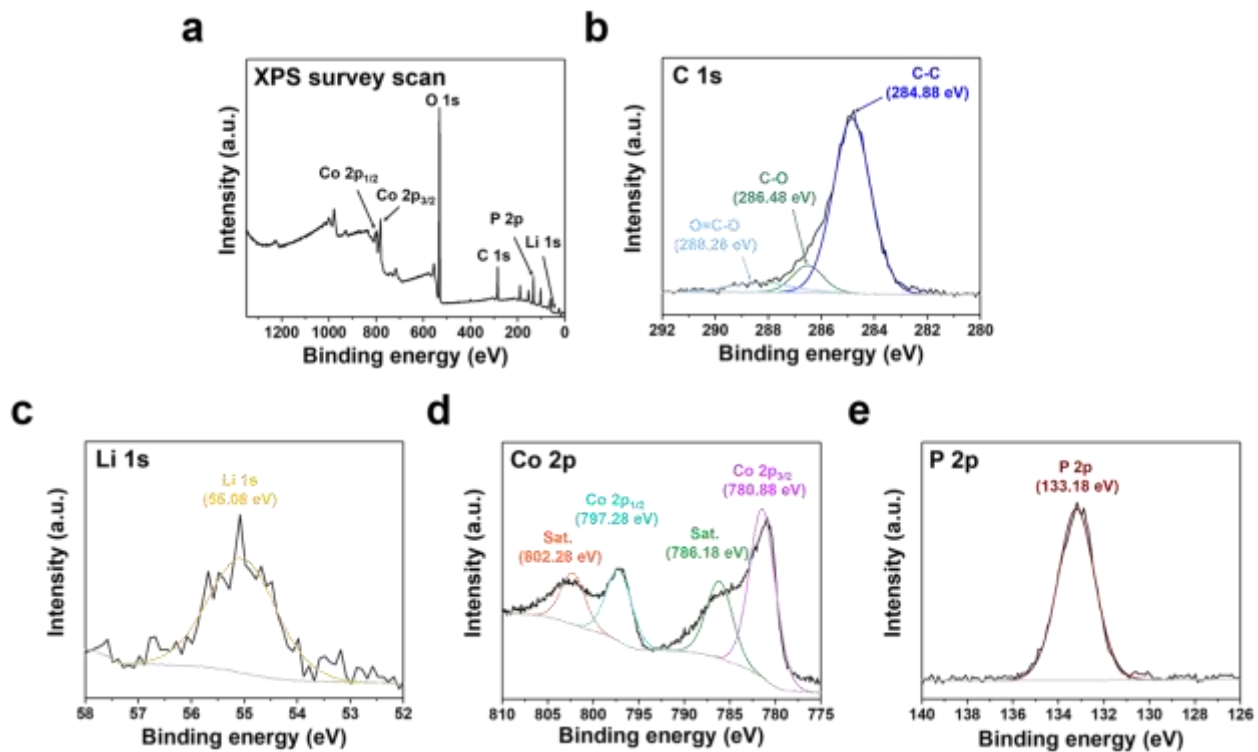 a
XPS survey scan
O 1s
Co 2p1/2
Co 2p3/2
P 2p
Li 1s
C 1s
Intensity (a.u.)
1200 1000 800 600 400 200 0
Binding energy (eV)
b
C 1s
C-C
(284.88 eV)
C-O
(286.48 eV)
O=C-O
(288.28 eV)
Intensity (a.u.)
292 290 288 286 284 282 280
Binding energy (eV)
c
Li 1s
Li 1s
(55.08 eV)
Intensity (a.u.)
58 57 56 55 54 53 52
Binding energy (eV)
d
Co 2p
Co 2p3/2
(780.88 eV)
Co 2p1/2
(797.28 eV)
Sat.
(802.28 eV)
Sat.
(786.18 eV)
Intensity (a.u.)
810 805 800 795 790 785 780 775
Binding energy (eV)
e
P 2p
P 2p
(133.18 eV)
Intensity (a.u.)
140 138 136 134 132 130 128 126
Binding energy (eV)